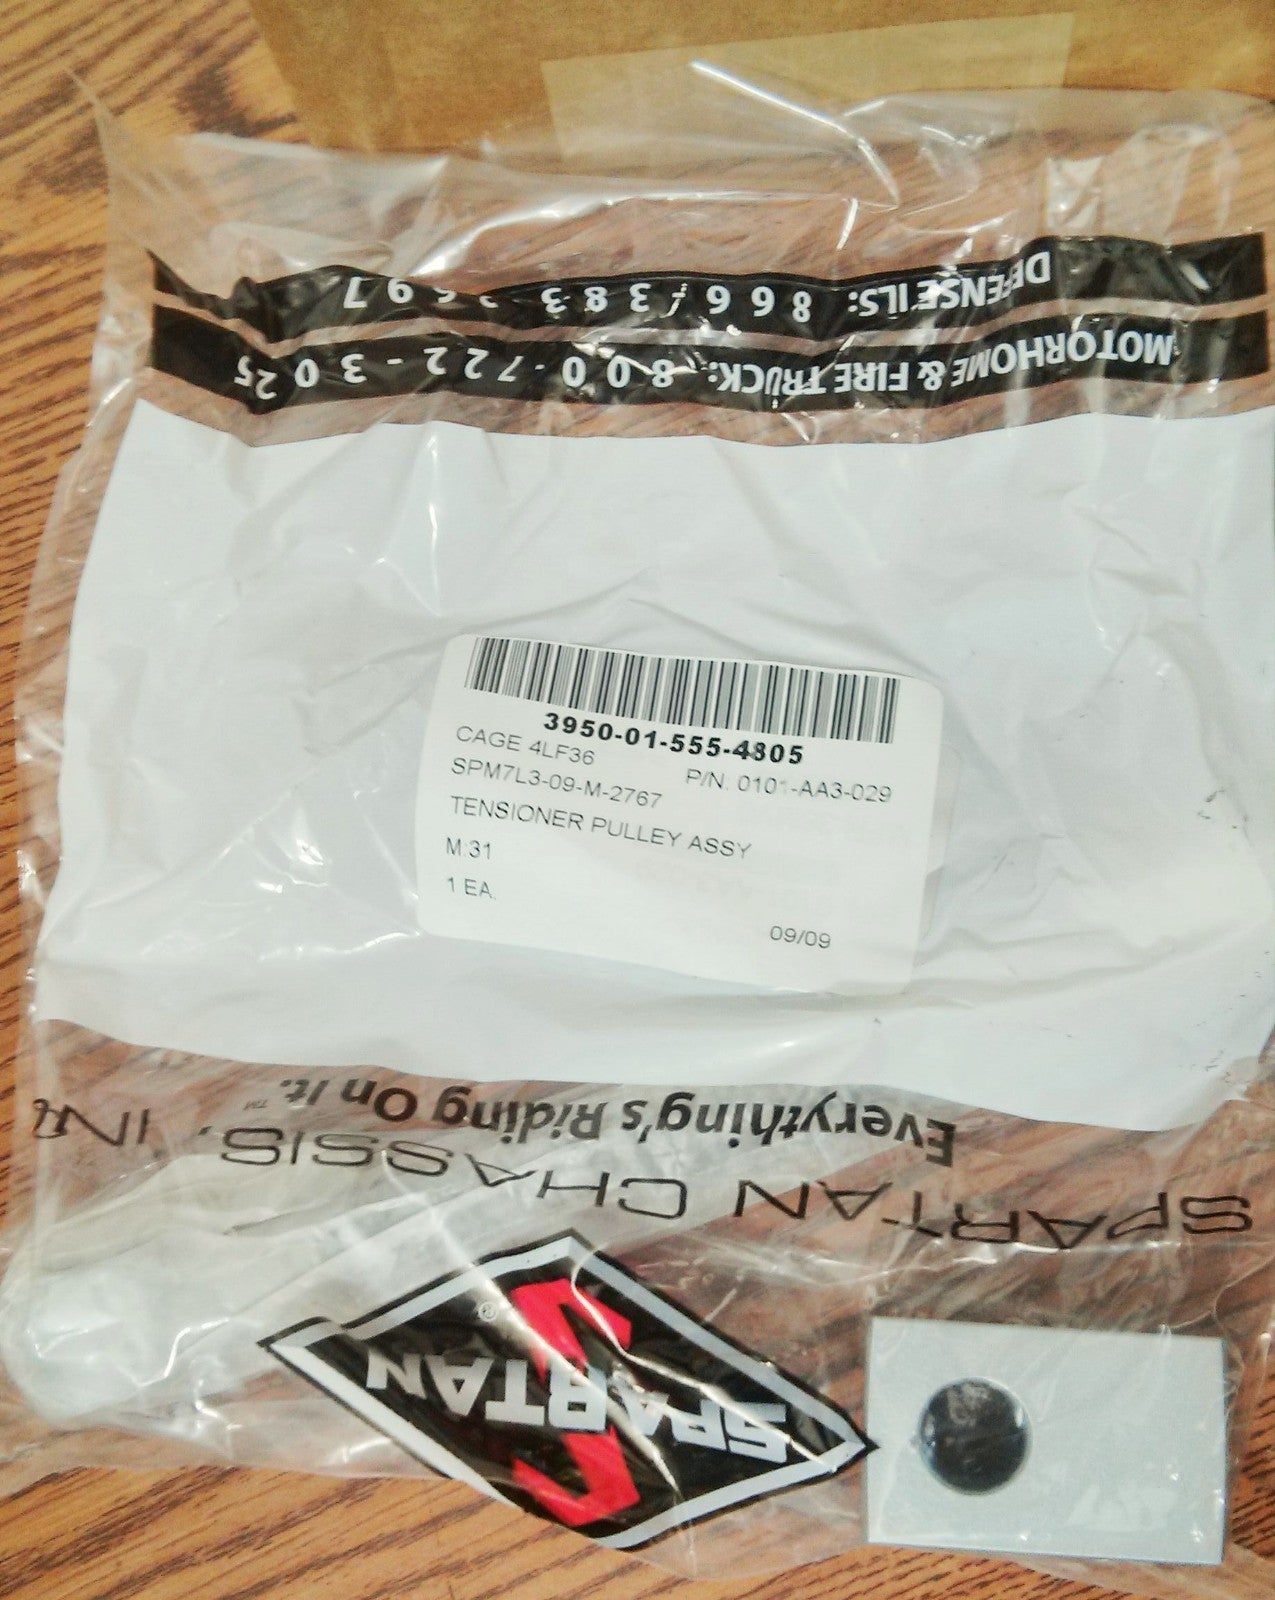 DEFENSE ILS: 866-383-3697
MOTORHOME & FIRE TRUCK: 800-722-3025
3950-01-555-4805
CAGE 4LF36 P/N: 0101-AA3-029
SPM7L3-09-M-2767
TENSIONER PULLEY ASSY
M:31
1 EA.
09/09
Everything's Riding On It.™
SPARTAN CHASSIS, INC
SPARTAN ®